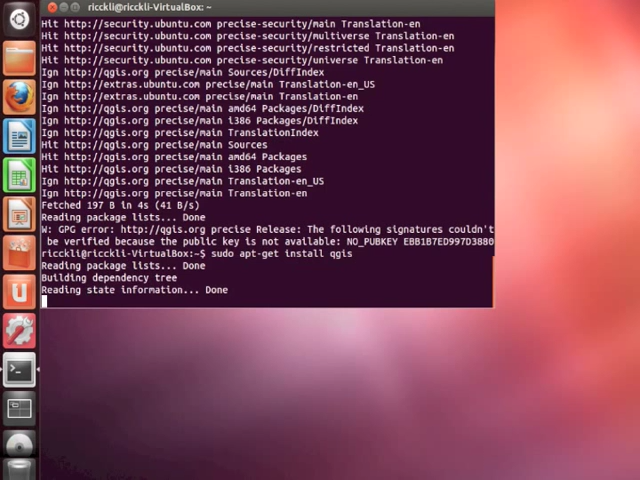 ricckli@ricckli-VirtualBox: ~
Hit http://security.ubuntu.com precise-security/main Translation-en
Hit http://security.ubuntu.com precise-security/multiverse Translation-en
Hit http://security.ubuntu.com precise-security/restricted Translation-en
Hit http://security.ubuntu.com precise-security/universe Translation-en
Ign http://qgis.org precise/main Sources/DiffIndex
Ign http://extras.ubuntu.com precise/main Translation-en_US
Ign http://extras.ubuntu.com precise/main Translation-en
Ign http://qgis.org precise/main amd64 Packages/DiffIndex
Ign http://qgis.org precise/main i386 Packages/DiffIndex
Ign http://qgis.org precise/main TranslationIndex
Hit http://qgis.org precise/main Sources
Hit http://qgis.org precise/main amd64 Packages
Hit http://qgis.org precise/main i386 Packages
Ign http://qgis.org precise/main Translation-en_US
Ign http://qgis.org precise/main Translation-en
Fetched 197 B in 4s (41 B/s)
Reading package lists... Done
W: GPG error: http://qgis.org precise Release: The following signatures couldn't
be verified because the public key is not available: NO_PUBKEY EBB1B7ED997D3880
ricckli@ricckli-VirtualBox:~$ sudo apt-get install qgis
Reading package lists... Done
Building dependency tree
Reading state information... Done